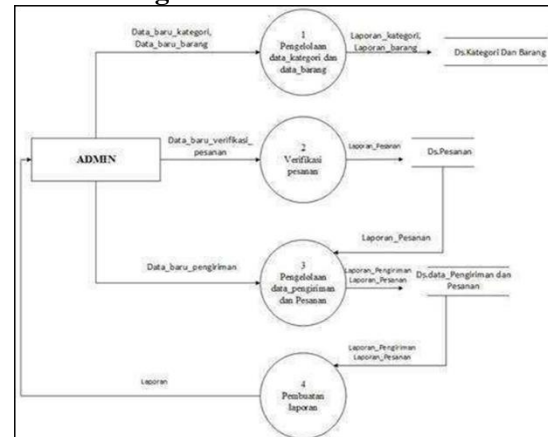 1
Data_baru_kategori,
Data_baru_barang
Pengelolaan
data_kategori dan
data_barang
Laporan_kategori,
Laporan_barang
Ds.Kategori Dan Barang
ADMIN
Data_baru_verifikasi_
pesanan
2
Verifikasi
pesanan
Laporan_Pesanan
Ds.Pesanan
Laporan_Pesanan
Data_baru_pengiriman
3
Pengelolaan
data_pengiriman
dan Pesanan
Laporan_Pengiriman
Laporan_Pesanan
Ds.data_Pengiriman dan
Pesanan
Laporan_Pengiriman
Laporan_Pesanan
Laporan
4
Pembuatan
laporan